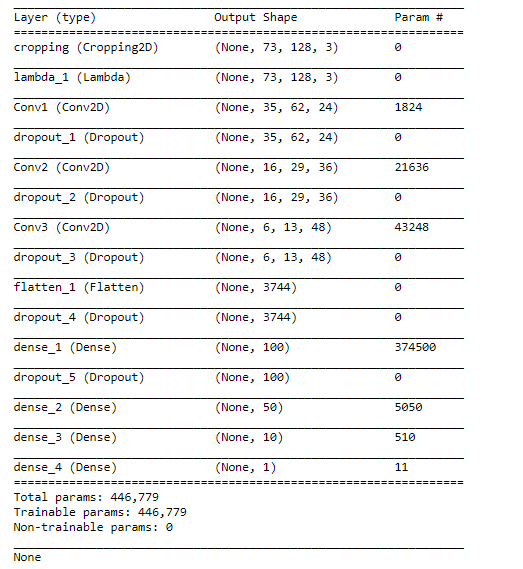 Layer (type) Output Shape Param #
=================================================================
cropping (Cropping2D) (None, 73, 128, 3) 0
lambda_1 (Lambda) (None, 73, 128, 3) 0
Conv1 (Conv2D) (None, 35, 62, 24) 1824
dropout_1 (Dropout) (None, 35, 62, 24) 0
Conv2 (Conv2D) (None, 16, 29, 36) 21636
dropout_2 (Dropout) (None, 16, 29, 36) 0
Conv3 (Conv2D) (None, 6, 13, 48) 43248
dropout_3 (Dropout) (None, 6, 13, 48) 0
flatten_1 (Flatten) (None, 3744) 0
dropout_4 (Dropout) (None, 3744) 0
dense_1 (Dense) (None, 100) 374500
dropout_5 (Dropout) (None, 100) 0
dense_2 (Dense) (None, 50) 5050
dense_3 (Dense) (None, 10) 510
dense_4 (Dense) (None, 1) 11
=================================================================
Total params: 446,779
Trainable params: 446,779
Non-trainable params: 0
None